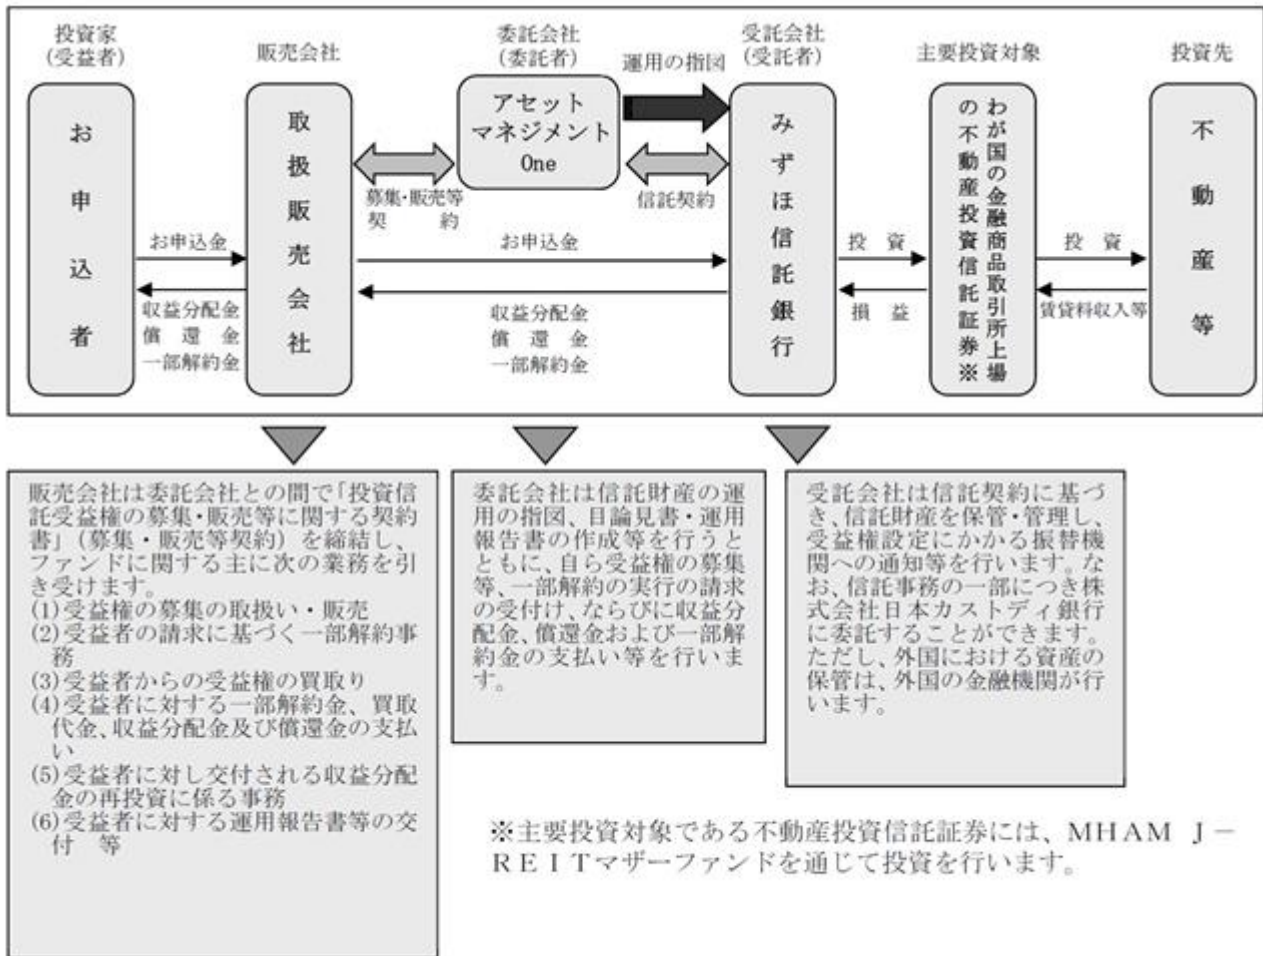 投資家
(受益者)
販売会社
委託会社
(委託者)
運用の指図
受託会社
(受託者)
主要投資対象
投資先
お申込者
取扱販売会社
アセット
マネジメント
One
みずほ信託銀行
わが国の金融商品取引所上場
の不動産投資信託証券※
不動産等
募集・販売等
契　約
信託契約
お申込金
お申込金
投　資
投　資
収益分配金
償　還　金
一部解約金
収益分配金
償　還　金
一部解約金
損　益
賃貸料収入等
販売会社は委託会社との間で「投資信
託受益権の募集・販売等に関する契約
書」（募集・販売等契約）を締結し、
ファンドに関する主に次の業務を引
き受けます。
(1)受益権の募集の取扱い・販売
(2)受益者の請求に基づく一部解約事
務
(3)受益者からの受益権の買取り
(4)受益者に対する一部解約金、買取
代金、収益分配金及び償還金の支払
い
(5)受益者に対し交付される収益分配
金の再投資に係る事務
(6)受益者に対する運用報告書等の交
付　等
委託会社は信託財産の運
用の指図、目論見書・運用
報告書の作成等を行うと
ともに、自ら受益権の募集
等、一部解約の実行の請求
の受付け、ならびに収益分
配金、償還金および一部解
約金の支払い等を行いま
す。
受託会社は信託契約に基づ
き、信託財産を保管・管理し、
受益権設定にかかる振替機
関への通知等を行います。な
お、信託事務の一部につき株
式会社日本カストディ銀行
に委託することができます。
ただし、外国における資産の
保管は、外国の金融機関が行
います。
※主要投資対象である不動産投資信託証券には、ＭＨＡＭ　Ｊ－
ＲＥＩＴマザーファンドを通じて投資を行います。